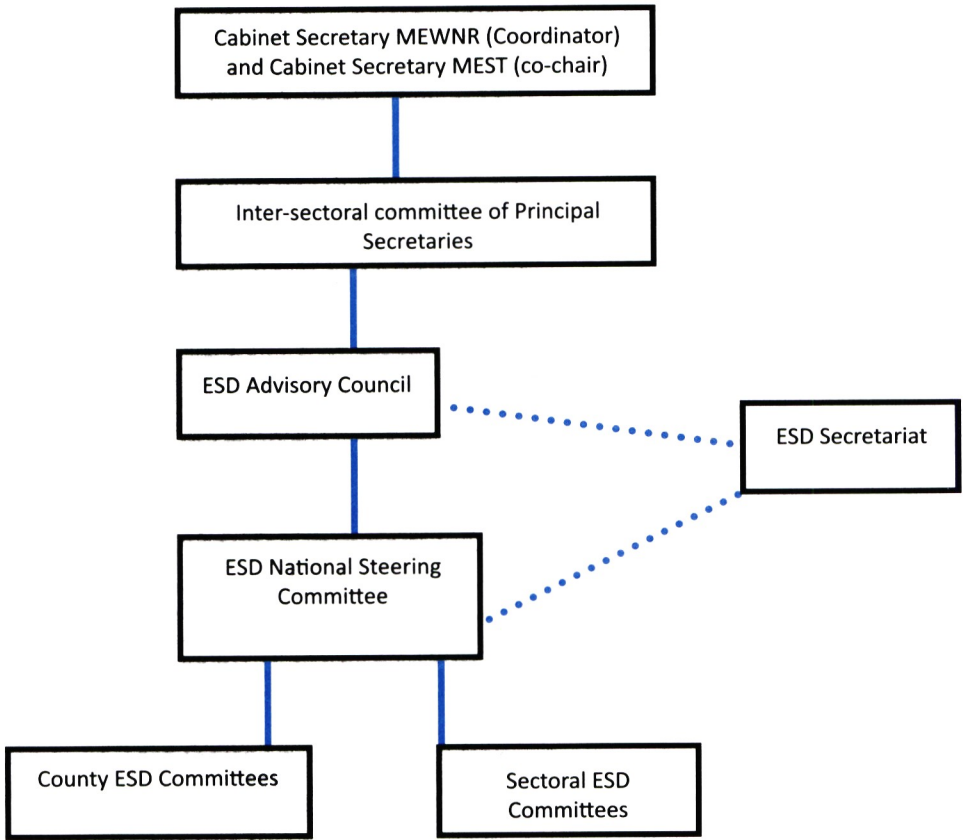 Cabinet Secretary MEWNR (Coordinator)
and Cabinet Secretary MEST (co-chair)
Inter-sectoral committee of Principal
Secretaries
ESD Advisory Council
ESD Secretariat
ESD National Steering
Committee
County ESD Committees
Sectoral ESD
Committees